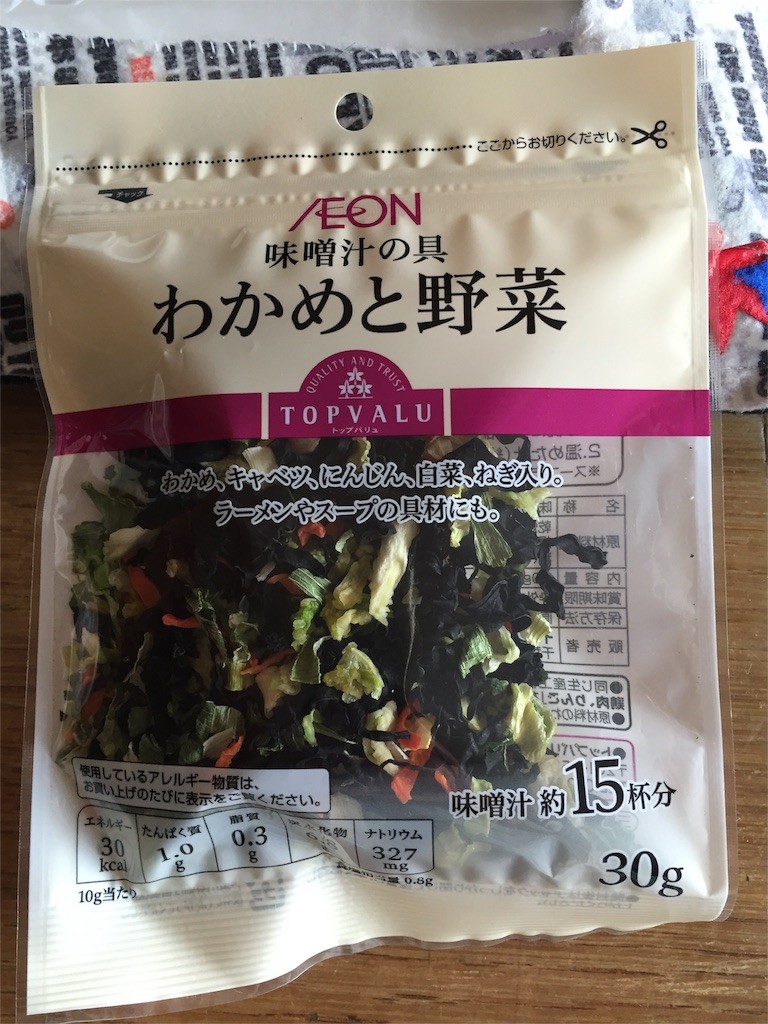 ここからお切りください。
チャック
ÆON
味噌汁の具
わかめと野菜
QUALITY AND TRUST
TOPVALU
トップバリュ
わかめ、キャベツ、にんじん、白菜、ねぎ入り。
ラーメンやスープの具材にも。
使用しているアレルギー物質は、
お買い上げのたびに表示をご覧ください。
味噌汁 約15杯分
エネルギー たんぱく質 脂質 化物 ナトリウム
30 kcal 1.0 g 0.3 g 327 mg
10g当たり
0.8g
30g